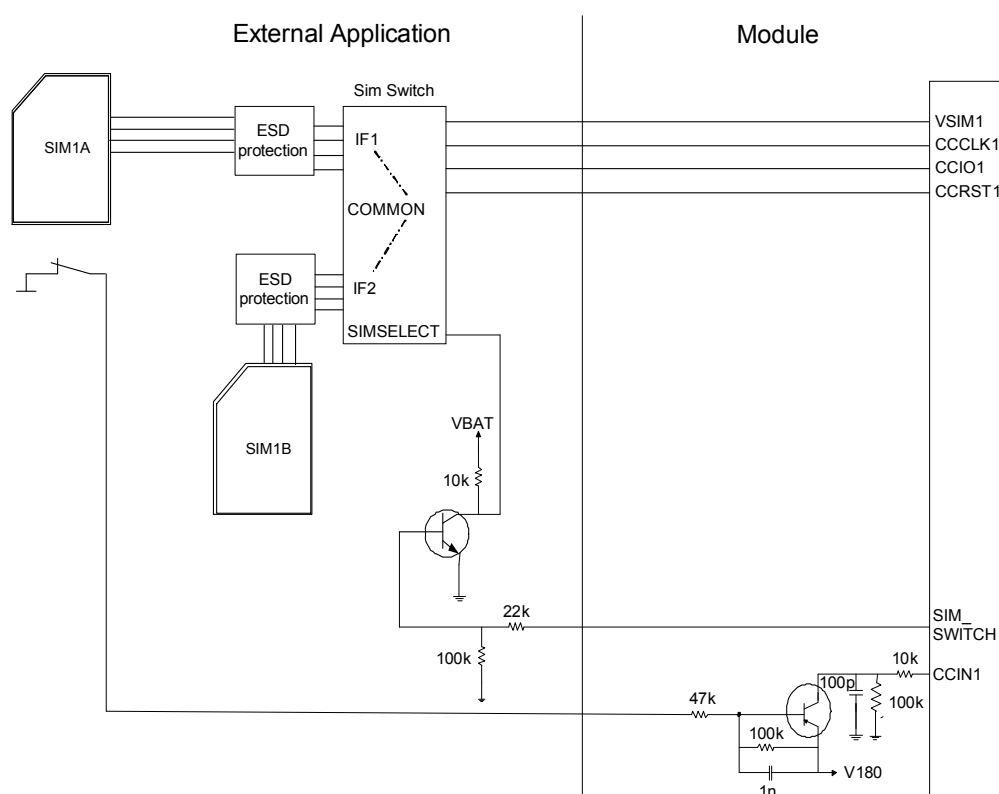 External Application
Module
Sim Switch
SIM1A
ESD
protection
IF1
COMMON
VSIM1
CCCLK1
CCIO1
CCRST1
ESD
protection
IF2
SIMSELECT
SIM1B
VBAT
10k
22k
100k
SIM_
SWITCH
10k
CCIN1
100p
100k
47k
100k
V180
1n